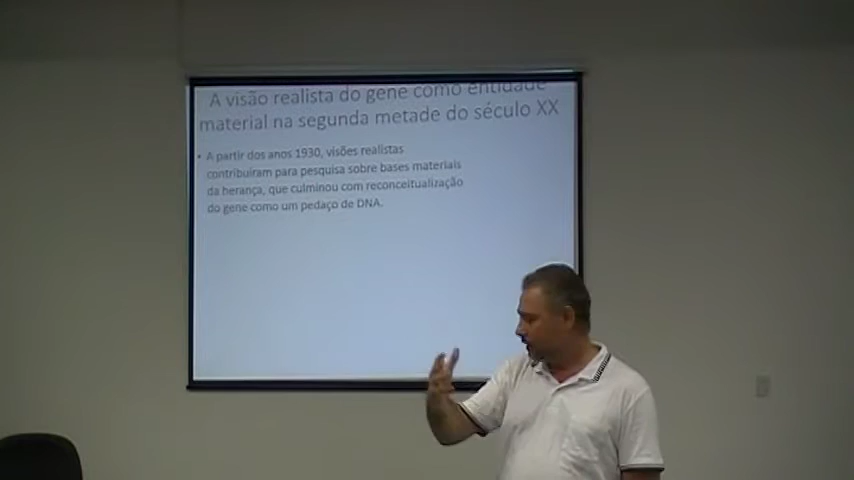 A visão realista do gene como entidade
material na segunda metade do século XX
• A partir dos anos 1930, visões realistas
contribuíram para pesquisa sobre bases materiais
da herança, que culminou com reconceitualização
do gene como um pedaço de DNA.